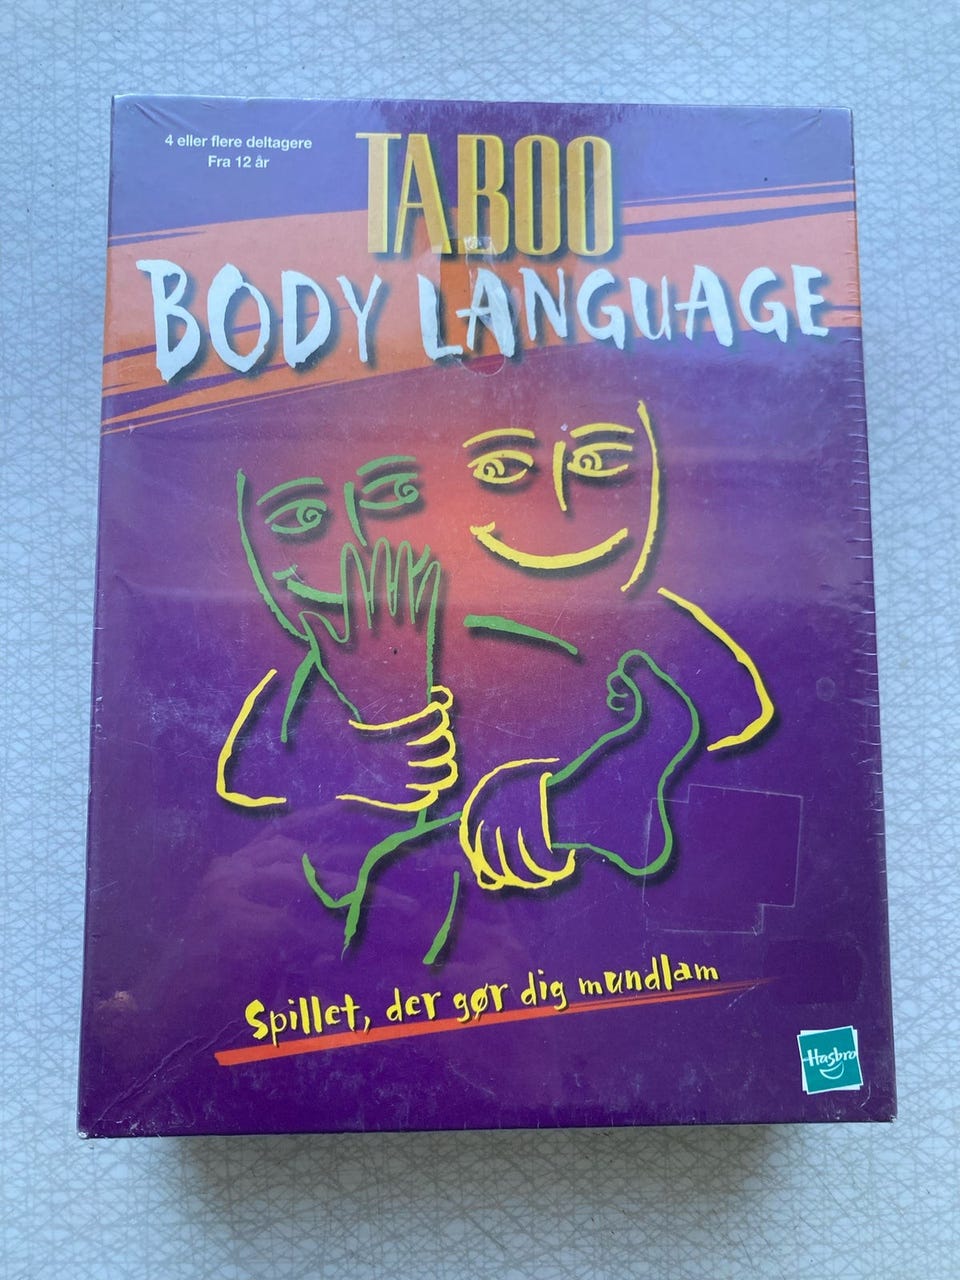 4 eller flere deltagere
Fra 12 år
TABOO
BODY LANGUAGE
Spillet, der gør dig mundlam
Hasbro